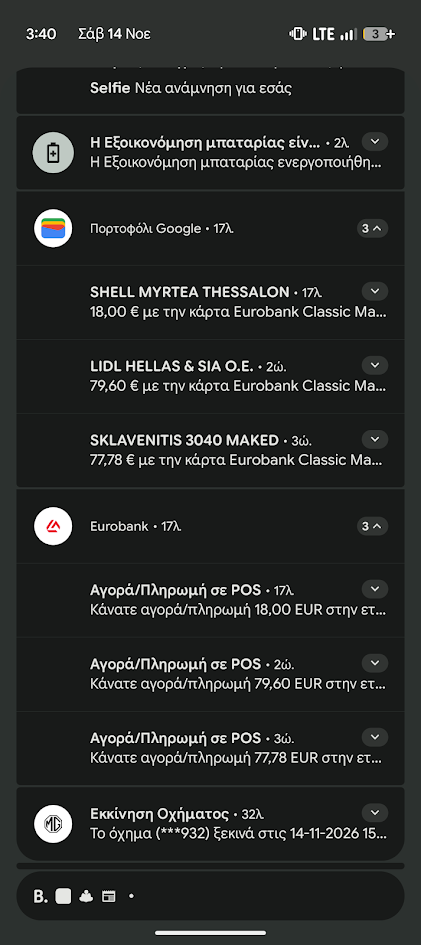 3:40 Σάβ 14 Νοε LTE 3+
Selfie Νέα ανάμνηση για εσάς
Η Εξοικονόμηση μπαταρίας είν... • 2λ
Η Εξοικονόμηση μπαταρίας ενεργοποιήθη...
Πορτοφόλι Google • 17λ 3
SHELL MYRTEA THESSALON • 17λ
18,00 € με την κάρτα Eurobank Classic Ma...
LIDL HELLAS & SIA O.E. • 2ώ.
79,60 € με την κάρτα Eurobank Classic Ma...
SKLAVENITIS 3040 MAKED • 3ώ.
77,78 € με την κάρτα Eurobank Classic Ma...
Eurobank • 17λ 3
Αγορά/Πληρωμή σε POS • 17λ
Κάνατε αγορά/πληρωμή 18,00 EUR στην ετ...
Αγορά/Πληρωμή σε POS • 2ώ.
Κάνατε αγορά/πληρωμή 79,60 EUR στην ετ...
Αγορά/Πληρωμή σε POS • 3ώ.
Κάνατε αγορά/πληρωμή 77,78 EUR στην ετ...
MG
Εκκίνηση Οχήματος • 32λ
Το όχημα (***932) ξεκινά στις 14-11-2026 15...
B. •